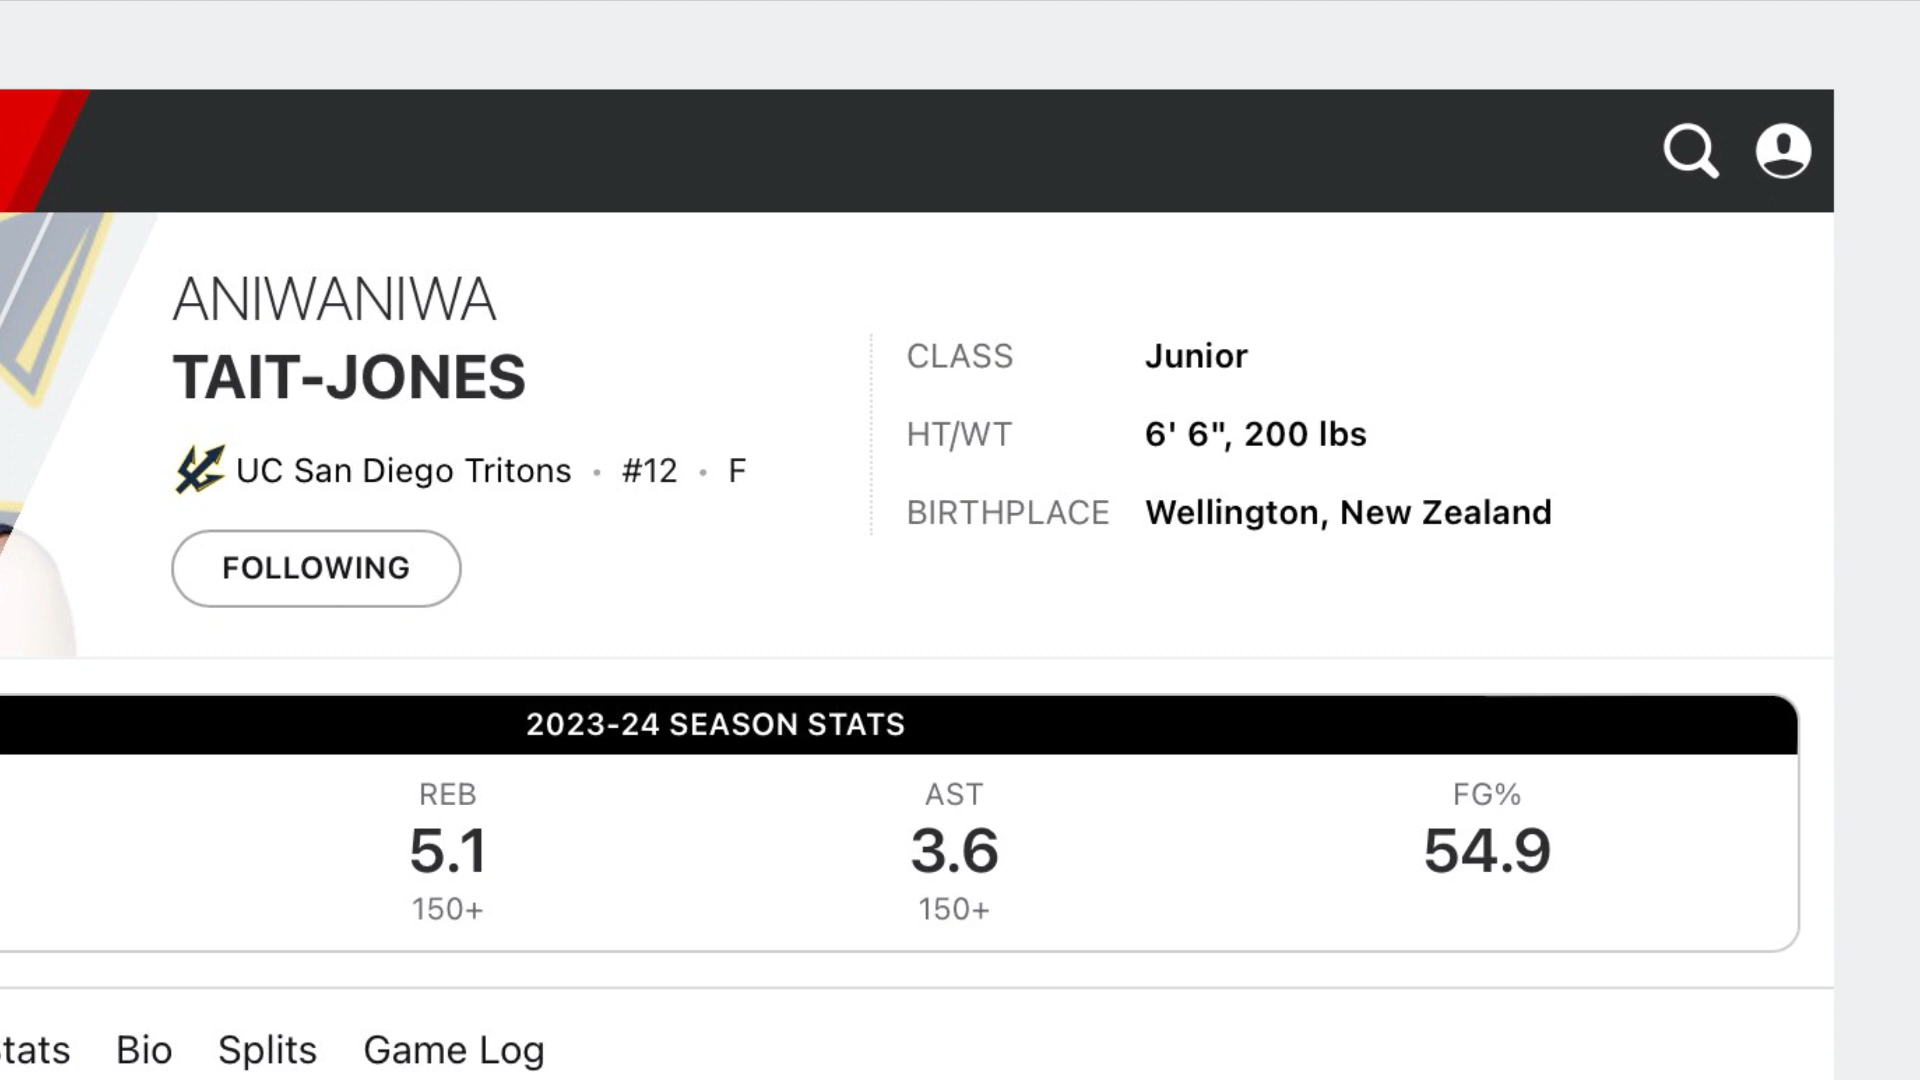 ANIWANIWA
TAIT-JONES
UC San Diego Tritons • #12 • F
FOLLOWING
CLASS Junior
HT/WT 6' 6", 200 lbs
BIRTHPLACE Wellington, New Zealand
2023-24 SEASON STATS
REB AST FG%
5.1 3.6 54.9
150+ 150+
tats Bio Splits Game Log